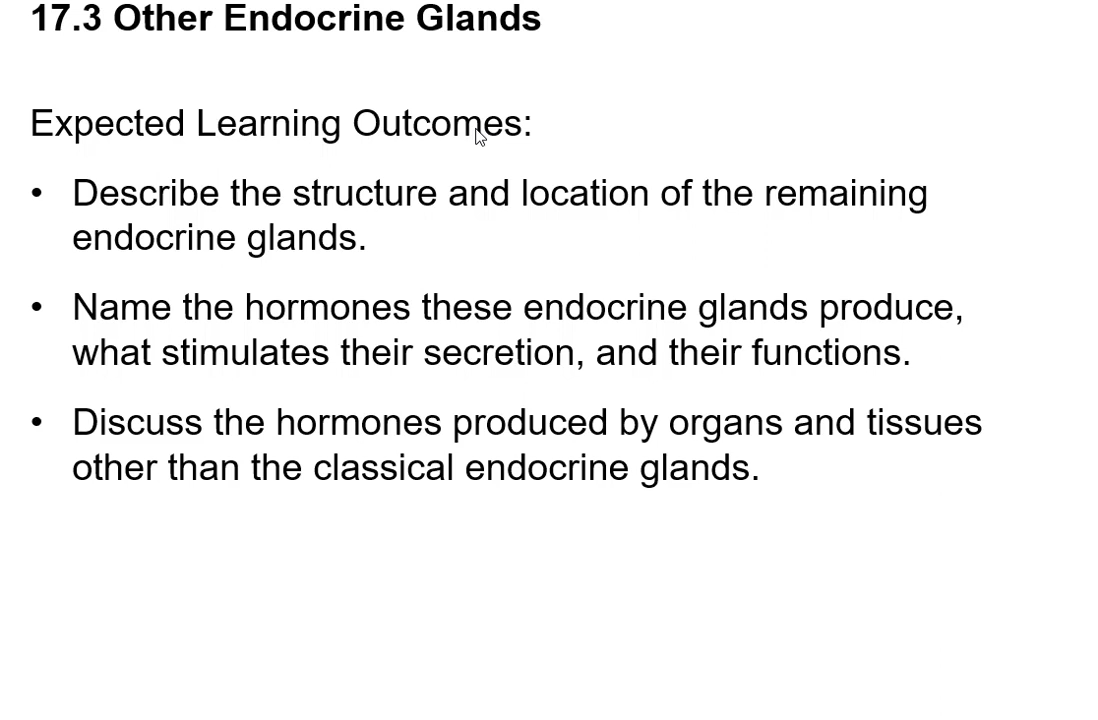 17.3 Other Endocrine Glands
Expected Learning Outcomes:
• Describe the structure and location of the remaining
endocrine glands.
• Name the hormones these endocrine glands produce,
what stimulates their secretion, and their functions.
• Discuss the hormones produced by organs and tissues
other than the classical endocrine glands.